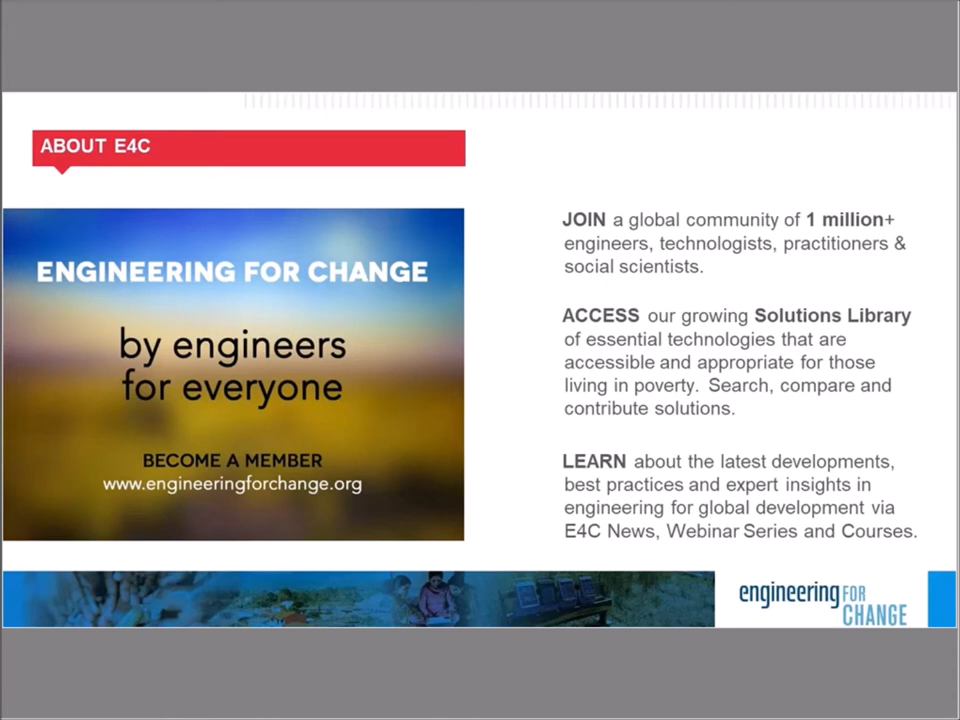 ABOUT E4C
ENGINEERING FOR CHANGE
by engineers
for everyone
BECOME A MEMBER
www.engineeringforchange.org
JOIN a global community of 1 million+
engineers, technologists, practitioners &
social scientists.
ACCESS our growing Solutions Library
of essential technologies that are
accessible and appropriate for those
living in poverty. Search, compare and
contribute solutions.
LEARN about the latest developments,
best practices and expert insights in
engineering for global development via
E4C News, Webinar Series and Courses.
engineering FOR
CHANGE